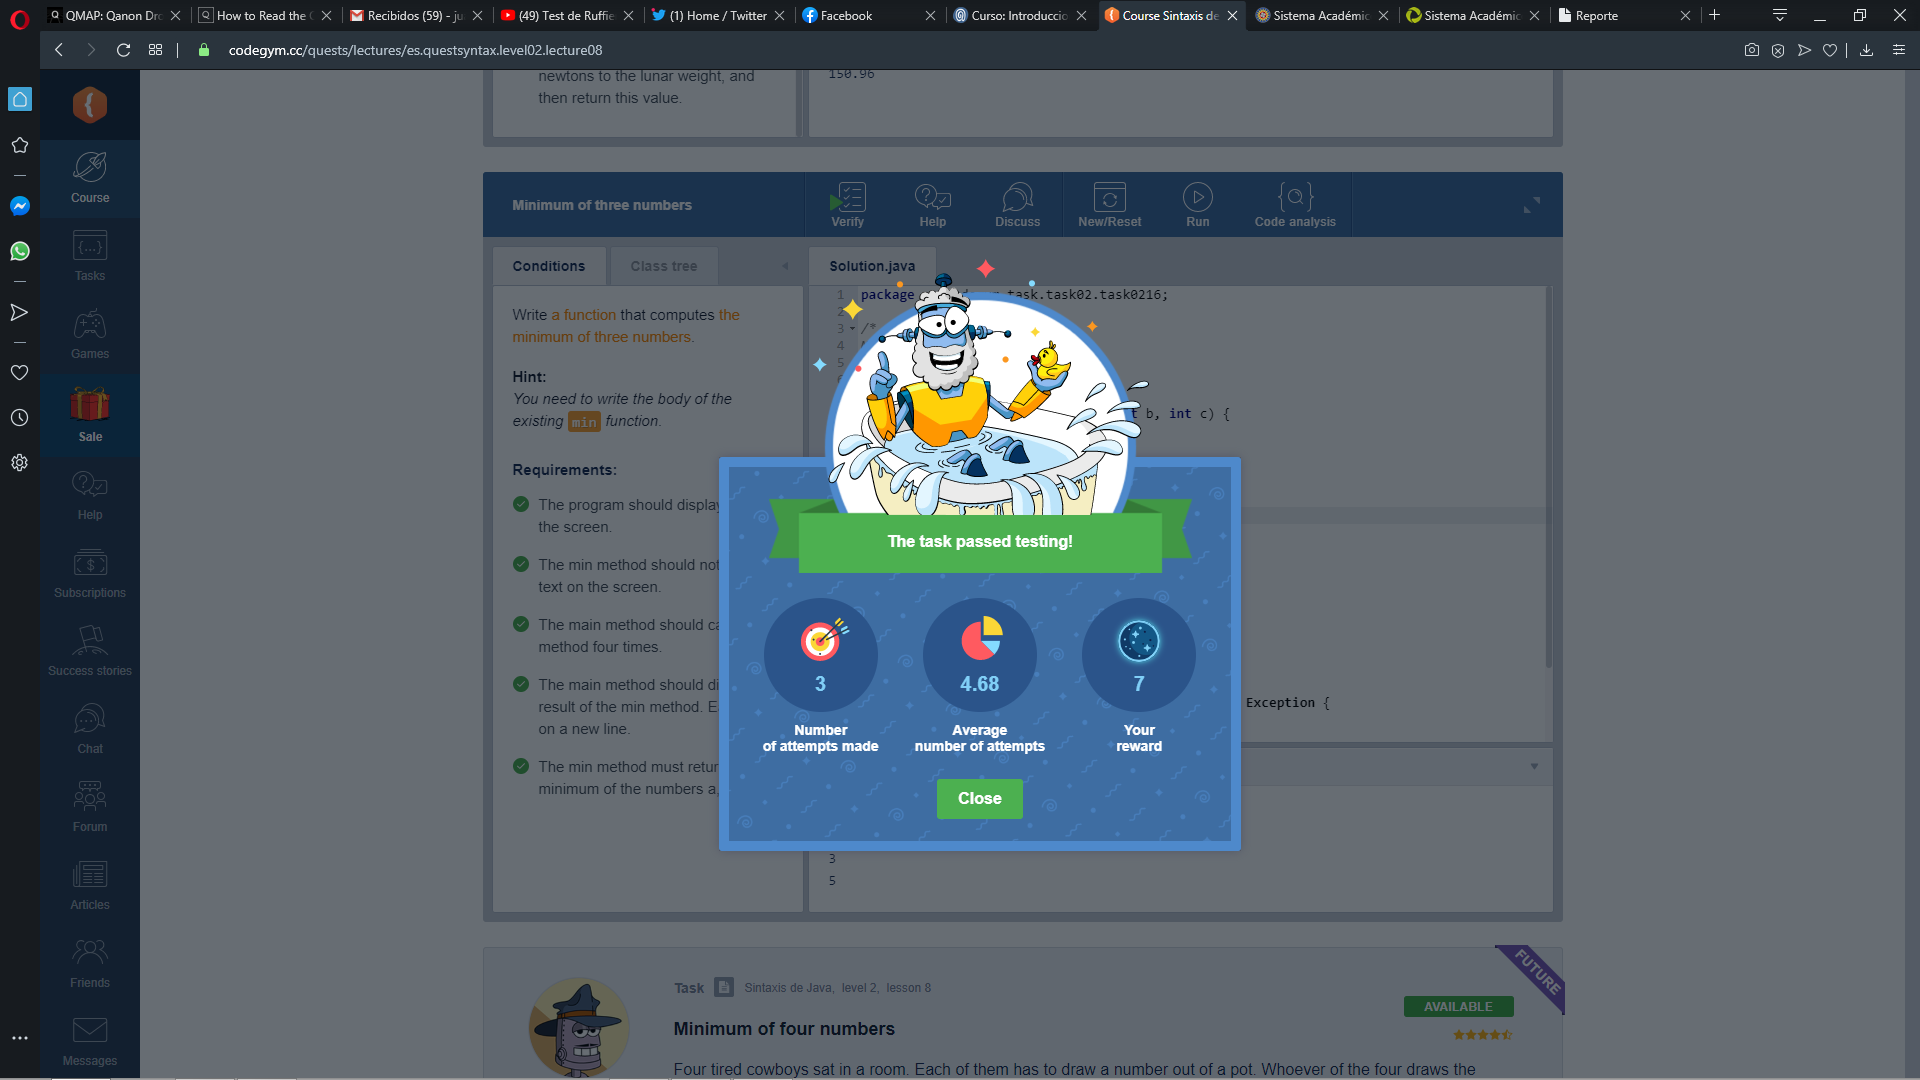 QMAP: Qanon Dr
How to Read the
Recibidos (59) - ju
(49) Test de Ruffie
(1) Home / Twitter
Facebook
Curso: Introduccio
Course Sintaxis de
Sistema Académic
Sistema Académic
Reporte
codegym.cc/quests/lectures/es.questsyntax.level02.lecture08
newtons to the lunar weight, and
then return this value.
150.96
Course
Tasks
Games
Sale
Help
Subscriptions
Success stories
Chat
Forum
Articles
Friends
Messages
Minimum of three numbers
Verify
Help
Discuss
New/Reset
Run
Code analysis
Conditions
Class tree
Solution.java
Write a function that computes the
minimum of three numbers.
Hint:
You need to write the body of the
existing min function.
Requirements:
The program should display
the screen.
The min method should not
text on the screen.
The main method should ca
method four times.
The main method should di
result of the min method. E
on a new line.
The min method must retur
minimum of the numbers a,
1 package
task.task02.task0216;
3 /*
4
5
t b, int c) {
Exception {
3
5
The task passed testing!
3
Number
of attempts made
4.68
Average
number of attempts
7
Your
reward
Close
Task
Sintaxis de Java, level 2, lesson 8
FUTURE
AVAILABLE
Minimum of four numbers
Four tired cowboys sat in a room. Each of them has to draw a number out of a pot. Whoever of the four draws the